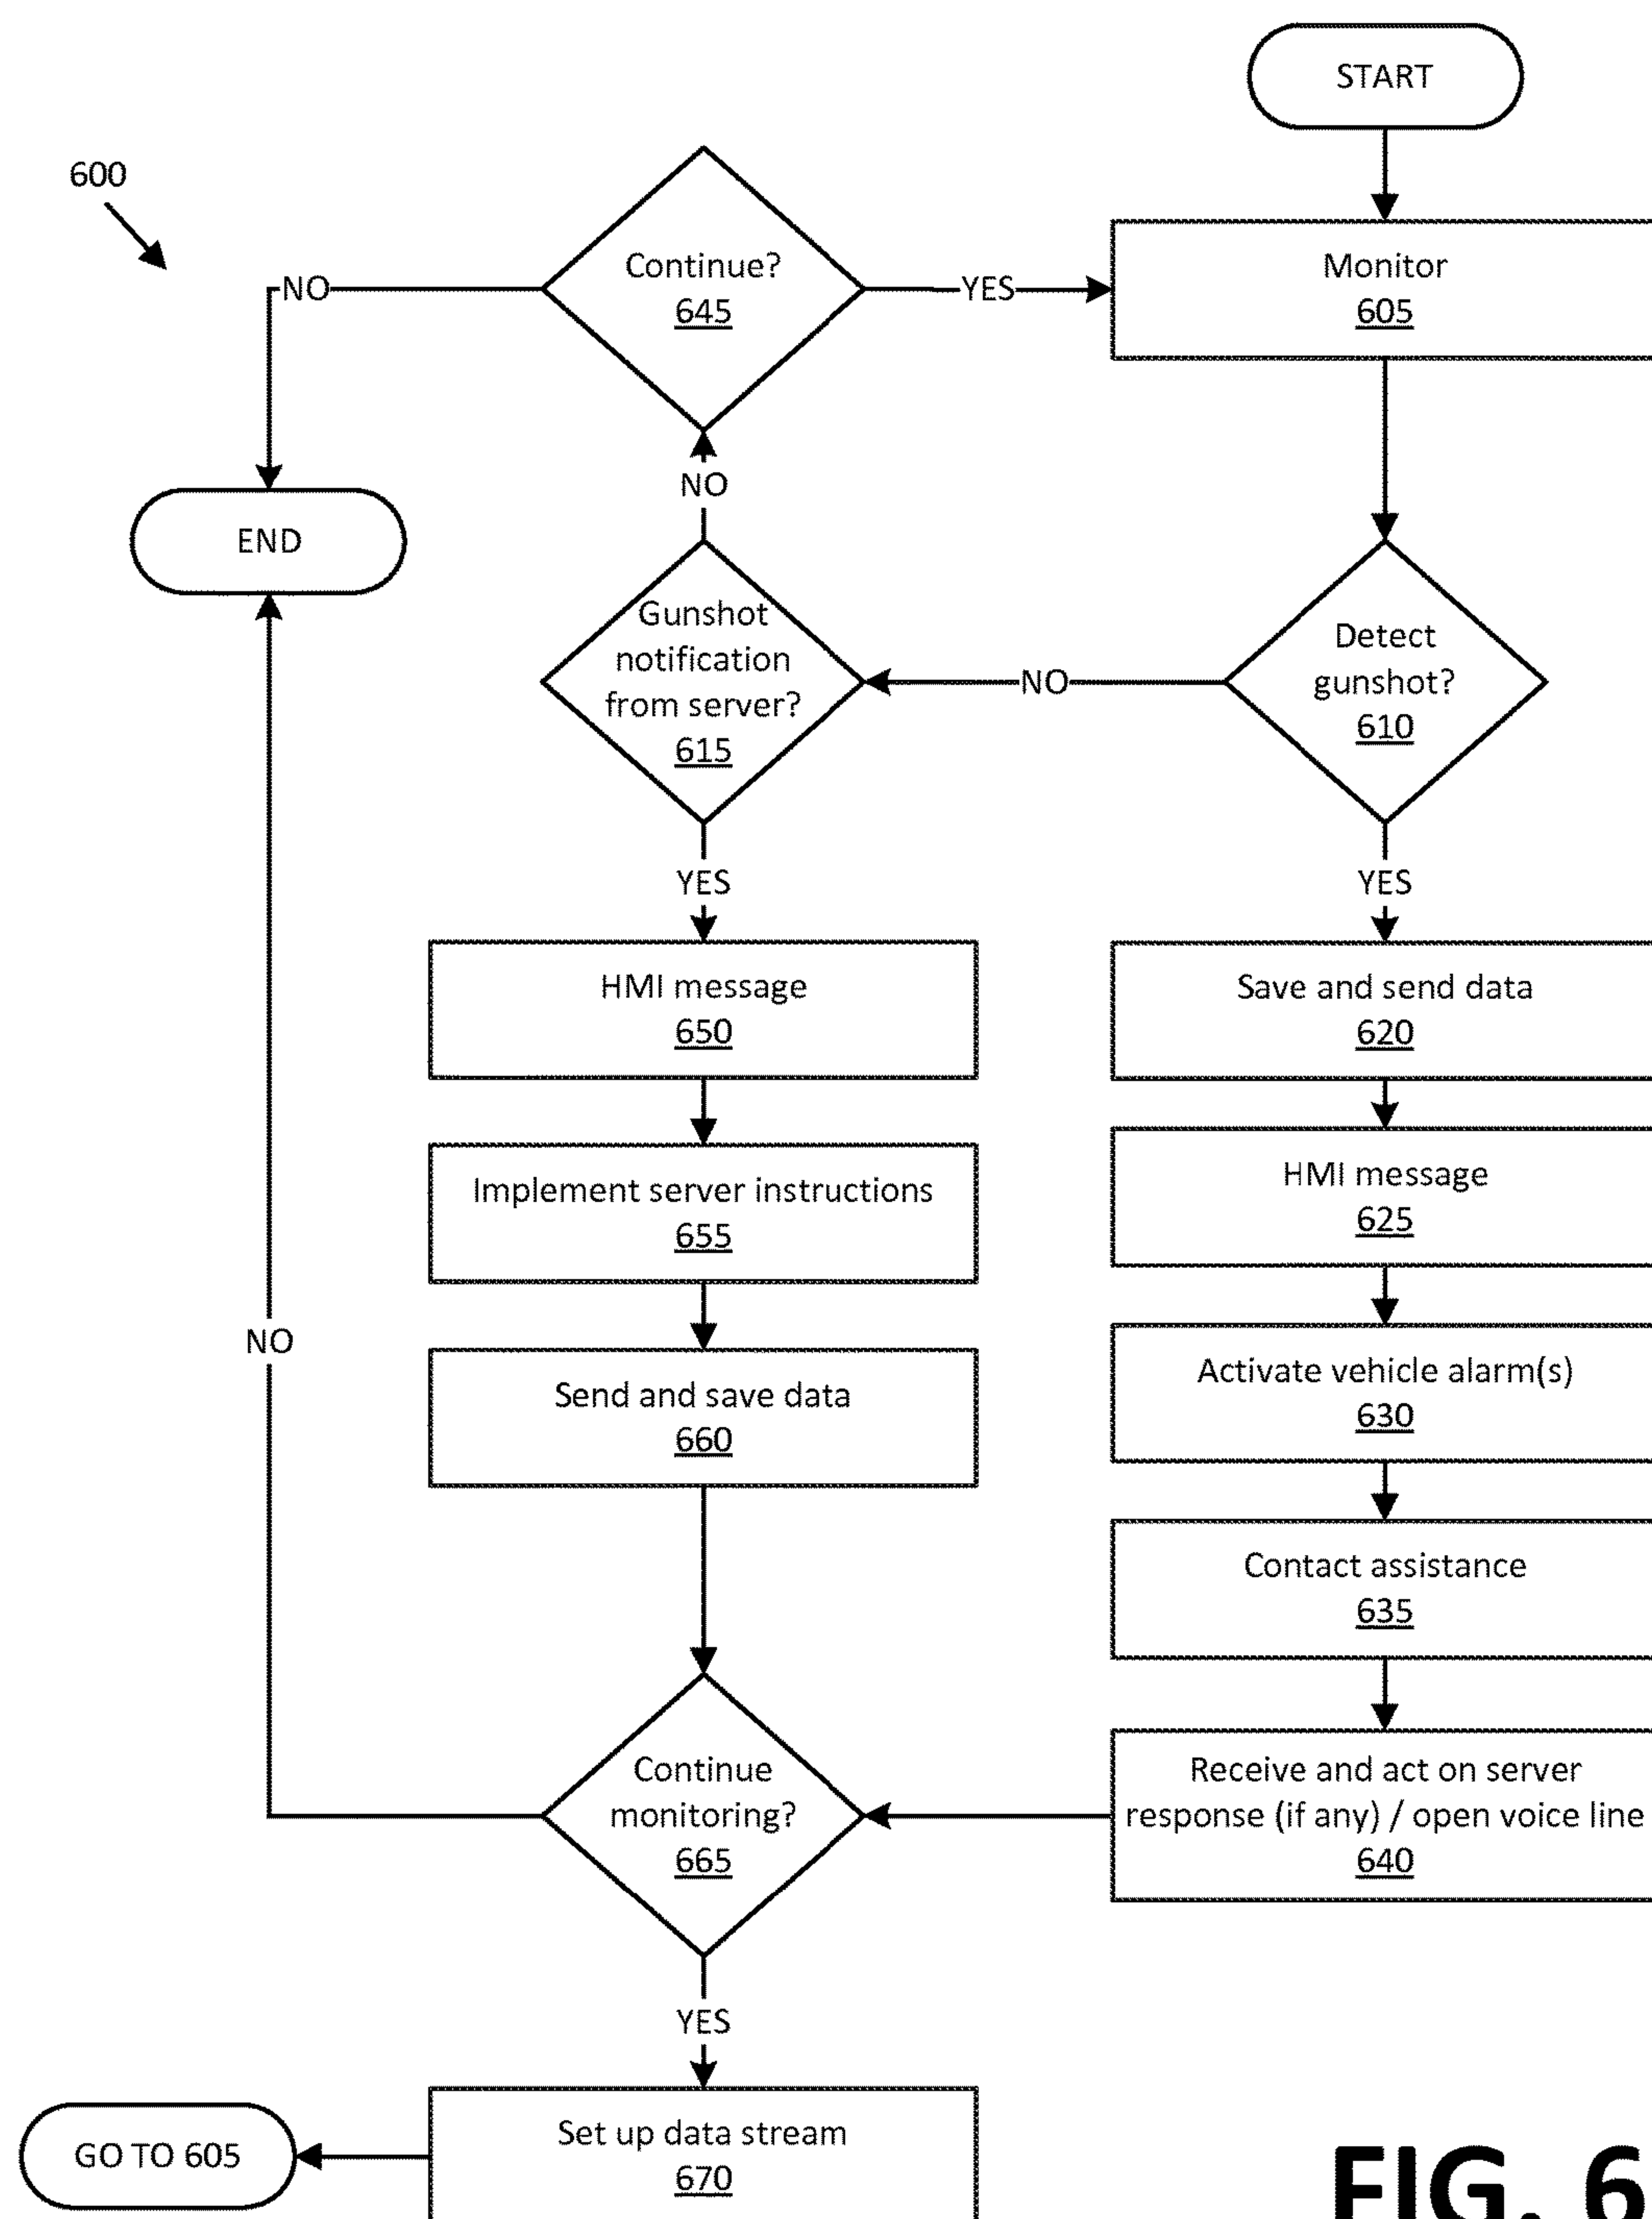 START
600
Continue?
645
NO
YES
Monitor
605
NO
END
Gunshot
notification
from server?
615
NO
Detect
gunshot?
610
YES
YES
HMI message
650
Save and send data
620
HMI message
625
Implement server instructions
655
NO
Activate vehicle alarm(s)
630
Send and save data
660
Contact assistance
635
Continue
monitoring?
665
Receive and act on server
response (if any) / open voice line
640
YES
Set up data stream
670
GO TO 605
FIG. 6